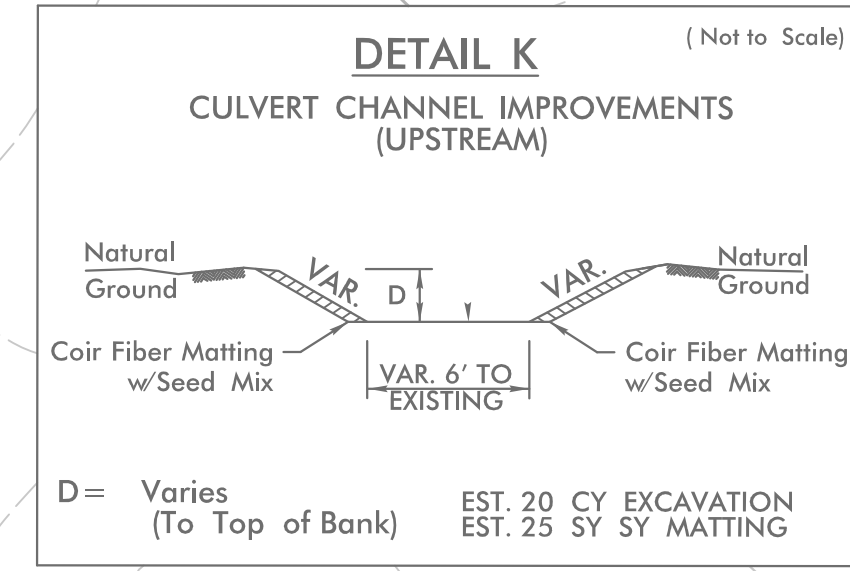 ( Not to Scale)
DETAIL K
CULVERT CHANNEL IMPROVEMENTS
(UPSTREAM)
Natural
Ground
VAR.
D
VAR.
Natural
Ground
Coir Fiber Matting
w/Seed Mix
VAR. 6' TO
EXISTING
Coir Fiber Matting
w/Seed Mix
D= Varies
(To Top of Bank)
EST. 20 CY EXCAVATION
EST. 25 SY SY MATTING